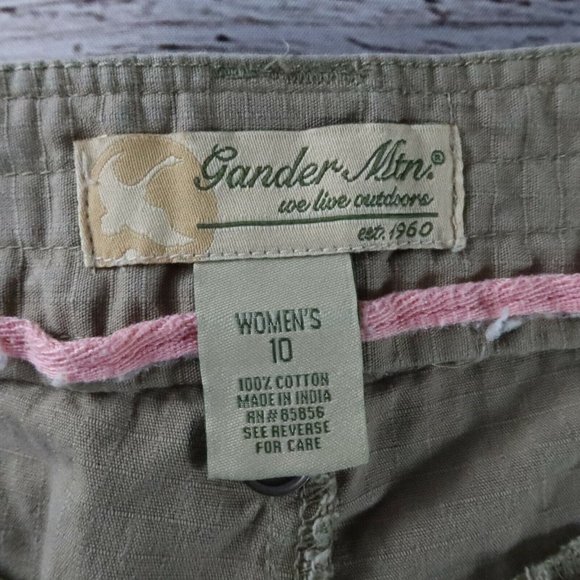 Gander Mtn.®
we live outdoors
est. 1960
WOMEN'S
10
100% COTTON
MADE IN INDIA
RN# 85856
SEE REVERSE
FOR CARE